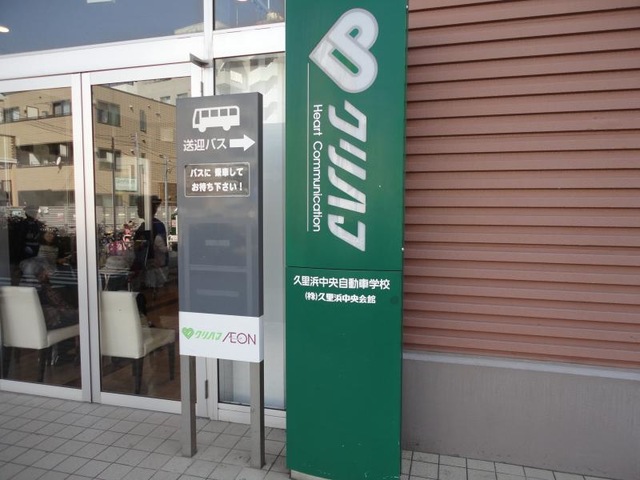 送迎バス
バスに 乗車して
お待ち下さい!
クリハン AEON
クリハン
Heart Communication
久里浜中央自動車学校
(株)久里浜中央会館